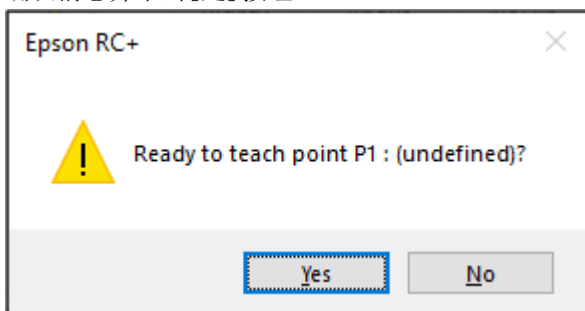 Epson RC+
Ready to teach point P1 : (undefined)?
Yes
No